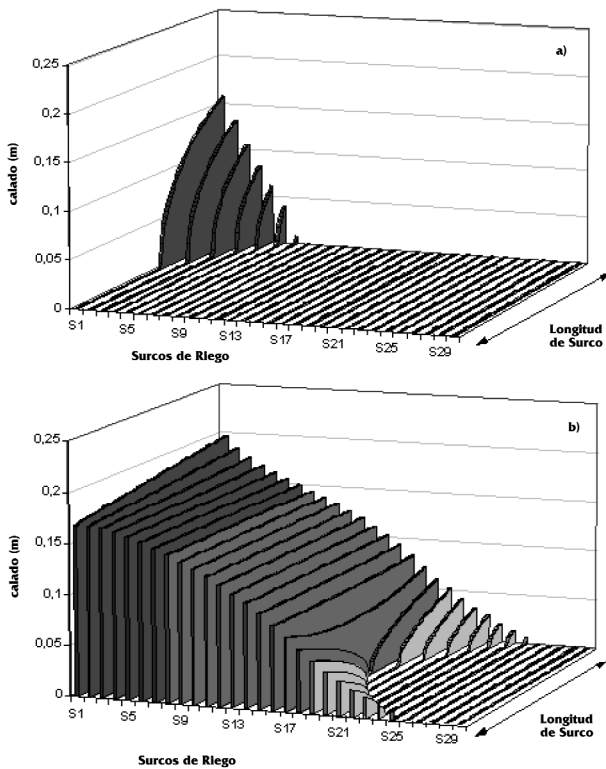 a)
0,25
0,2
0,15
0,1
0,05
0
calado (m)
S1
S5
S9
S13
S17
S21
S25
S29
Surcos de Riego
Longitud
de Surco
b)
0,25
0,2
0,15
0,1
0,05
0
calado (m)
S1
S5
S9
S13
S17
S21
S25
S29
Surcos de Riego
Longitud
de Surco